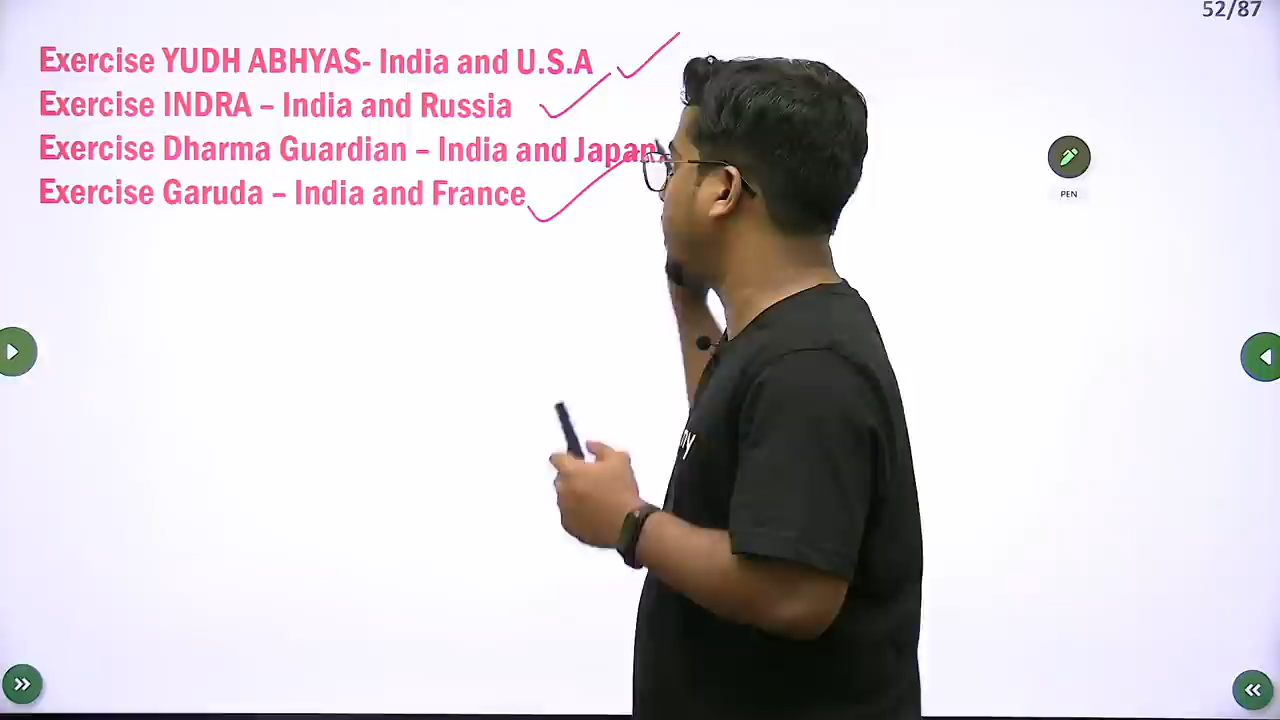 52/87
Exercise YUDH ABHYAS- India and U.S.A
Exercise INDRA – India and Russia
Exercise Dharma Guardian – India and Japan
Exercise Garuda – India and France
PEN